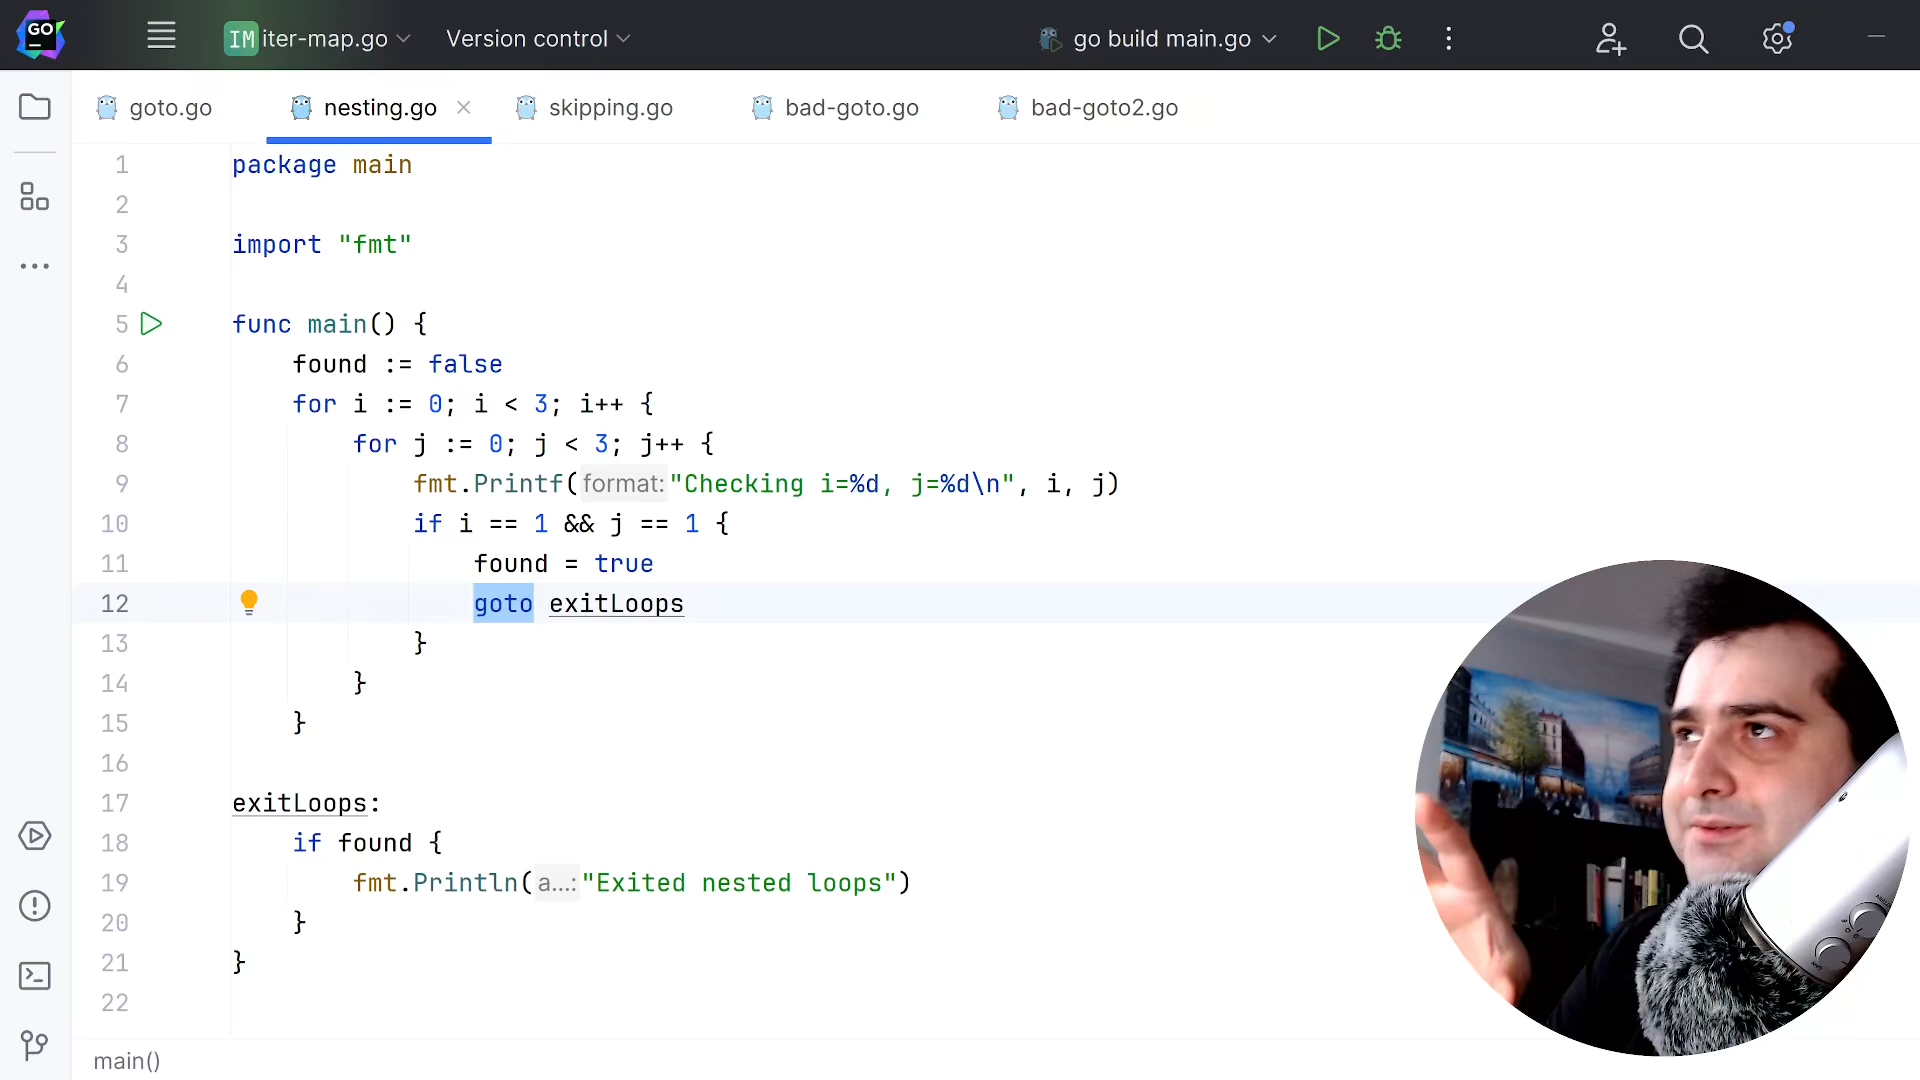 GO
IM iter-map.go Version control go build main.go
goto.go nesting.go skipping.go bad-goto.go bad-goto2.go
1 package main
2
3 import "fmt"
4
5 func main() {
6 found := false
7 for i := 0; i < 3; i++ {
8 for j := 0; j < 3; j++ {
9 fmt.Printf(format:"Checking i=%d, j=%d\n", i, j)
10 if i == 1 && j == 1 {
11 found = true
12 goto exitLoops
13 }
14 }
15 }
16
17 exitLoops:
18 if found {
19 fmt.Println(a...:"Exited nested loops")
20 }
21 }
22
main()